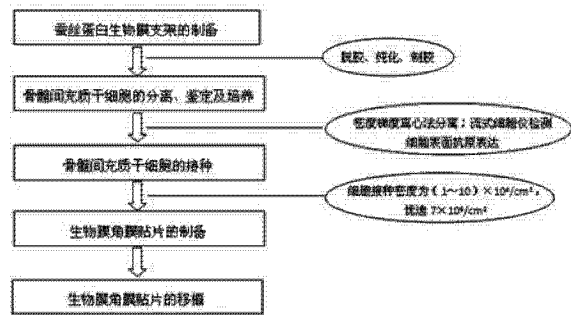 蚕丝蛋白生物膜支架的制备
脱胶、纯化、制胶
骨髓间充质干细胞的分离、鉴定及培养
密度梯度离心法分离；流式细胞仪检测
细胞表面抗原表达
骨髓间充质干细胞的接种
细胞接种密度为（1～10）×10⁶/cm²，
优选 7×10⁶/cm²
生物膜角膜贴片的制备
生物膜角膜贴片的移植